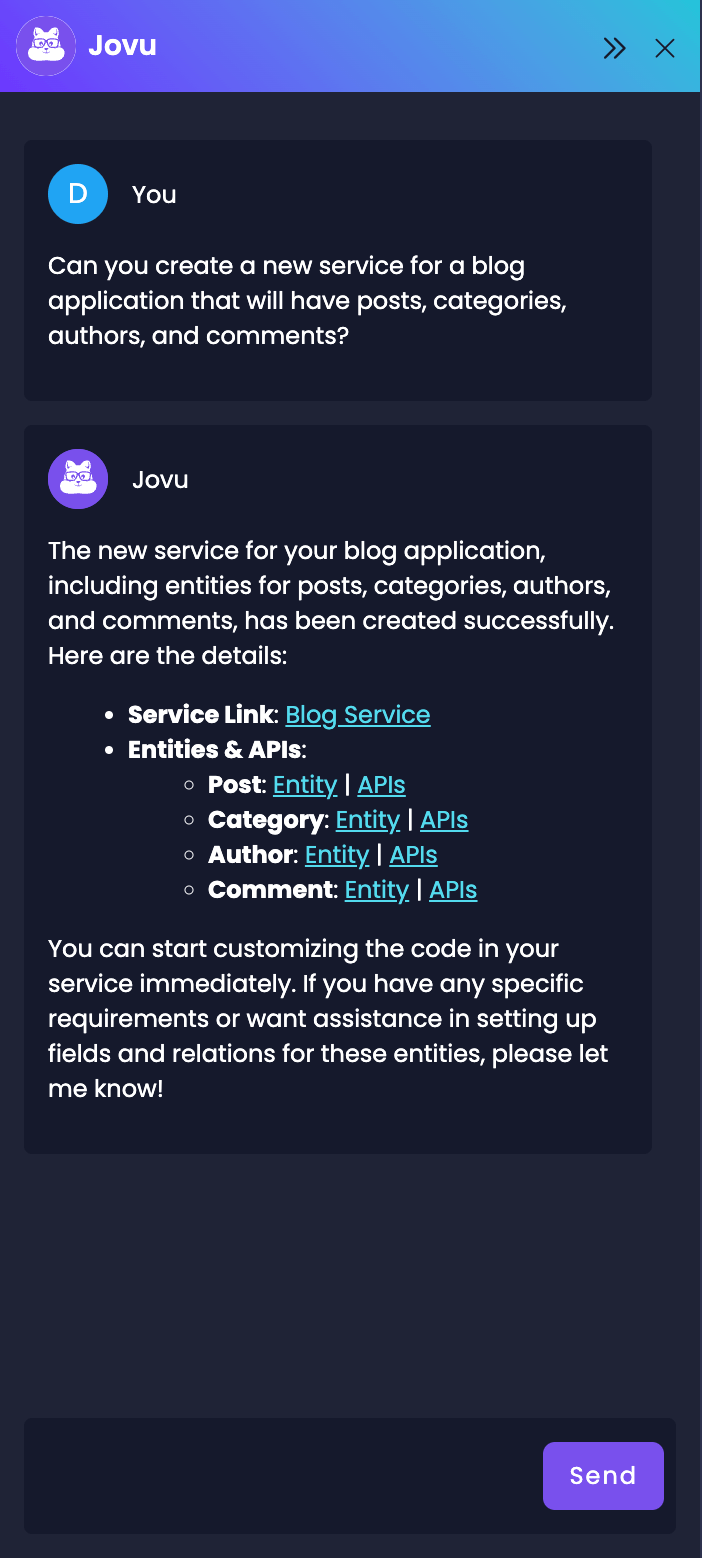 Jovu
D You
Can you create a new service for a blog
application that will have posts, categories,
authors, and comments?
Jovu
The new service for your blog application,
including entities for posts, categories, authors,
and comments, has been created successfully.
Here are the details:
• Service Link: Blog Service
• Entities & APIs:
◦ Post: Entity | APIs
◦ Category: Entity | APIs
◦ Author: Entity | APIs
◦ Comment: Entity | APIs
You can start customizing the code in your
service immediately. If you have any specific
requirements or want assistance in setting up
fields and relations for these entities, please let
me know!
Send